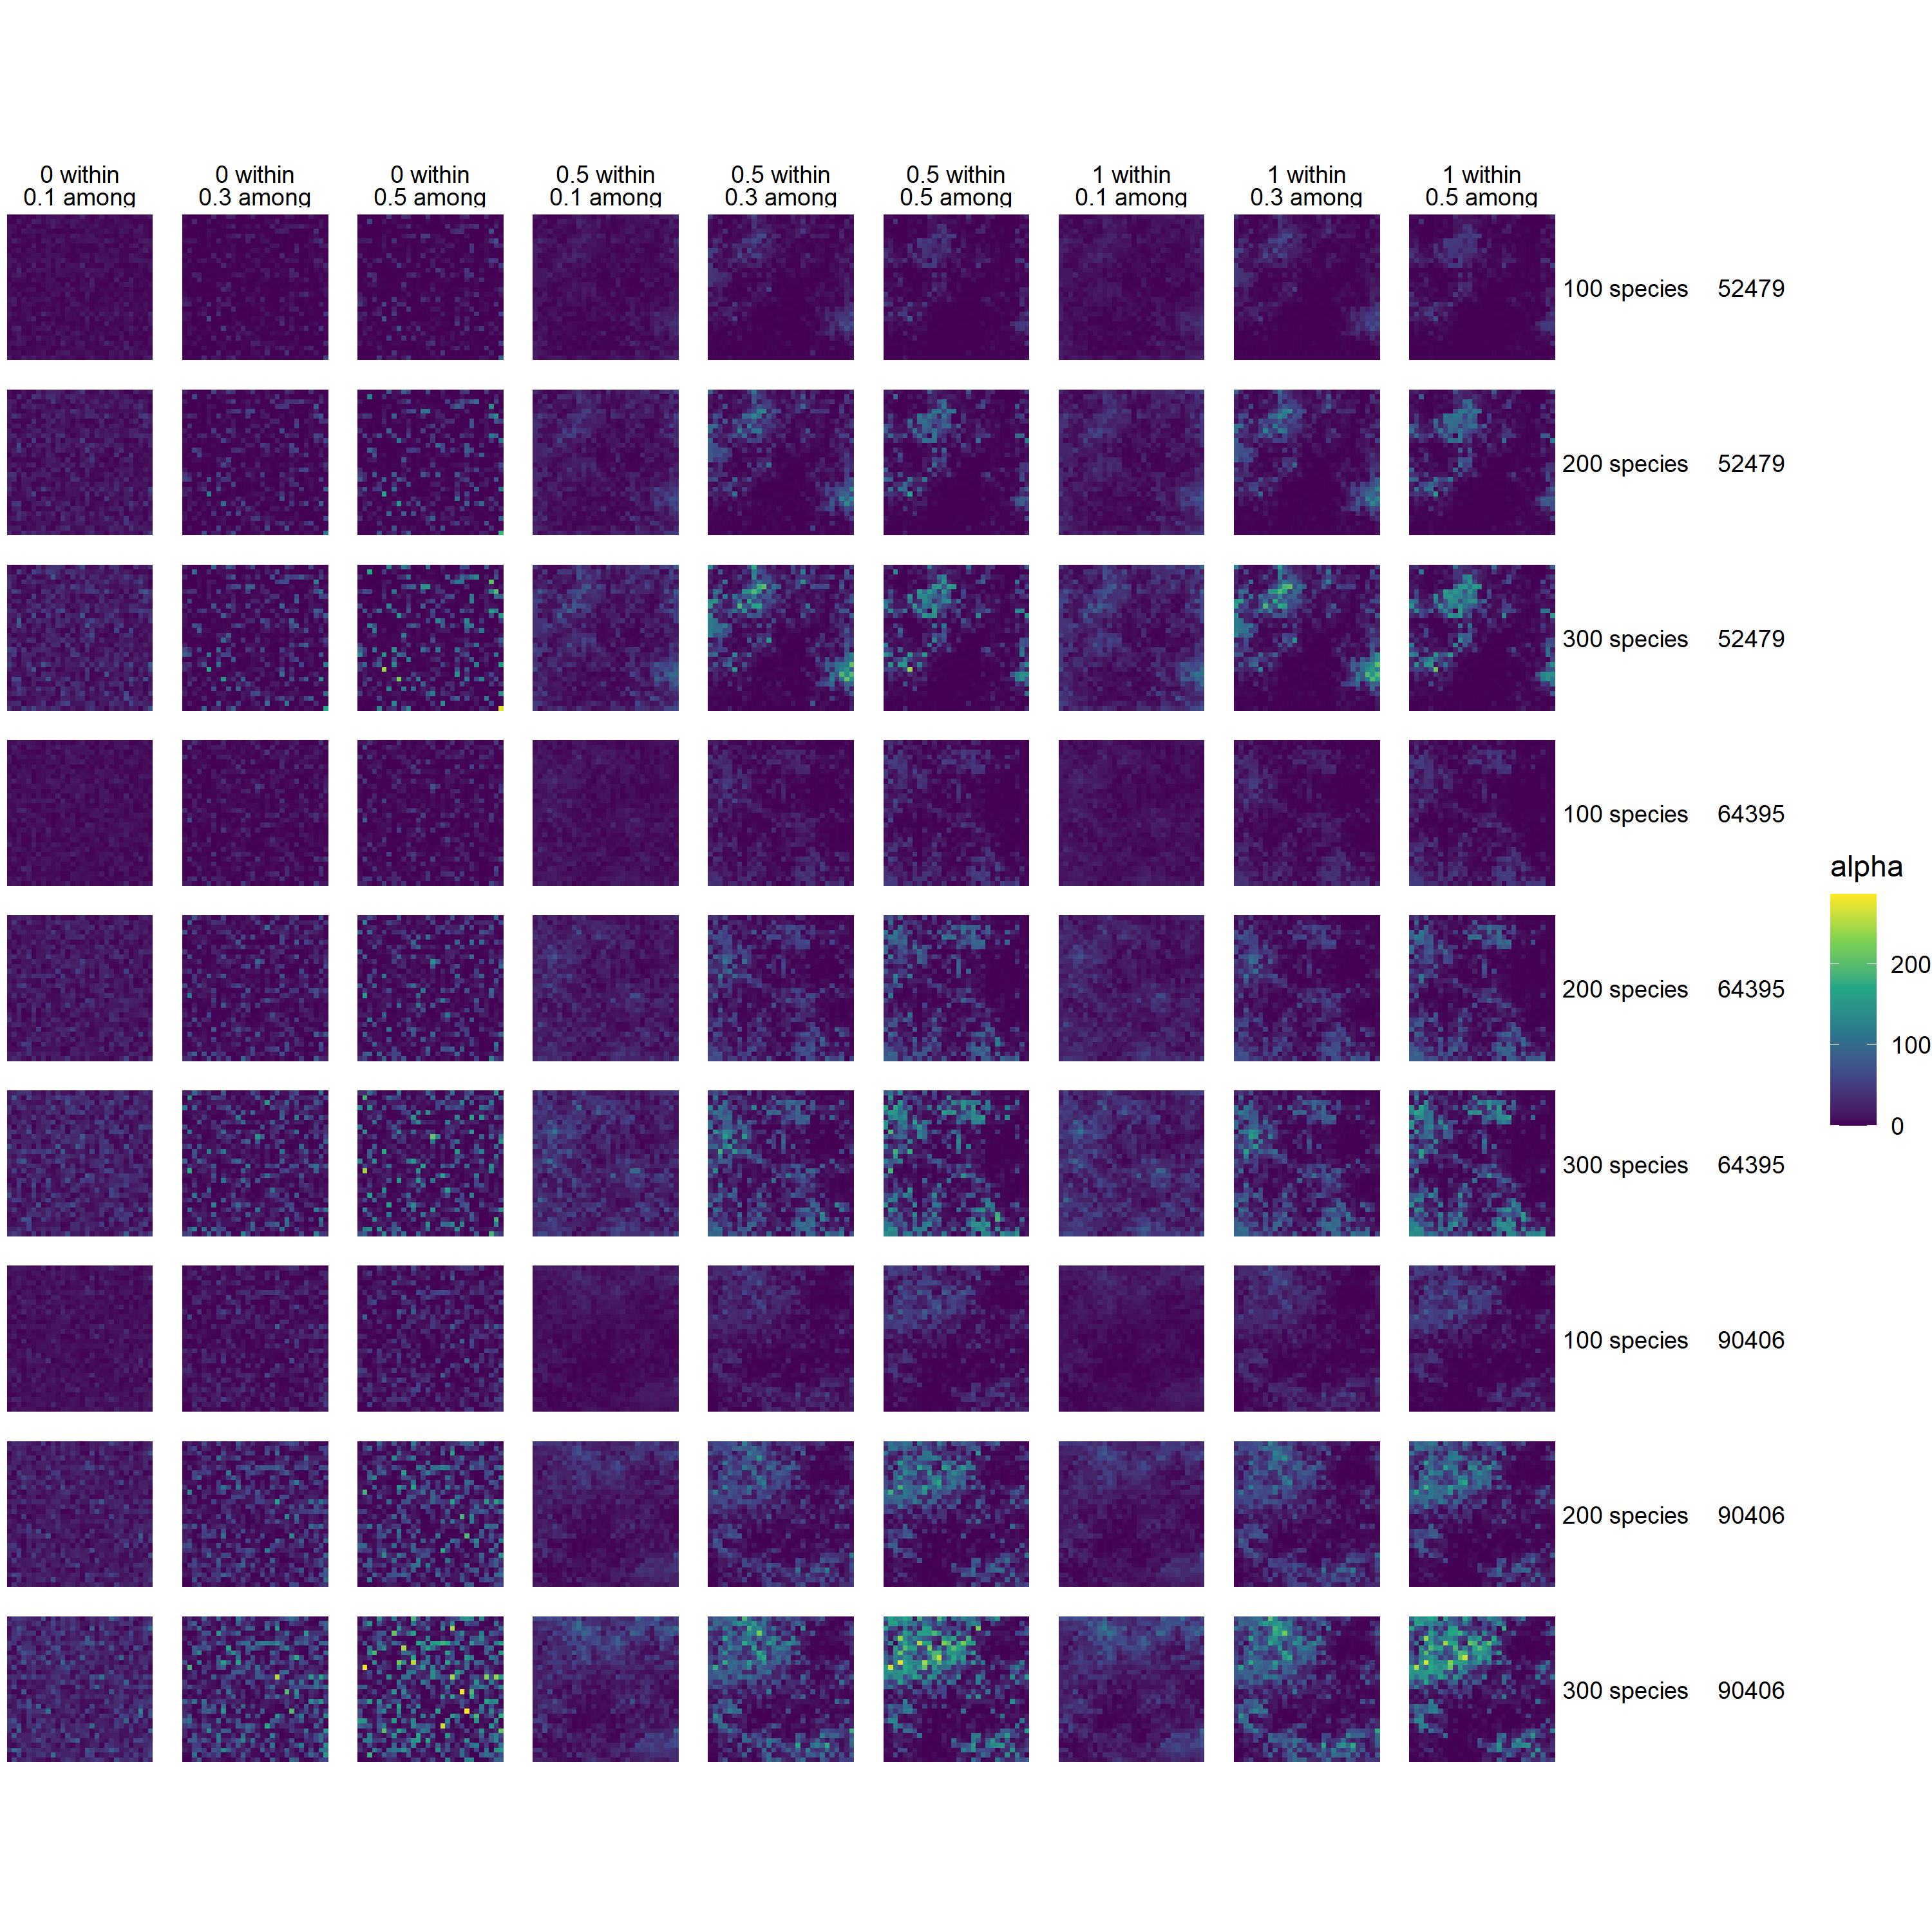 0 within
0.1 among
0 within
0.3 among
0 within
0.5 among
0.5 within
0.1 among
0.5 within
0.3 among
0.5 within
0.5 among
1 within
0.1 among
1 within
0.3 among
1 within
0.5 among
100 species 52479
200 species 52479
300 species 52479
100 species 64395
200 species 64395
300 species 64395
100 species 90406
200 species 90406
300 species 90406
alpha
200
100
0